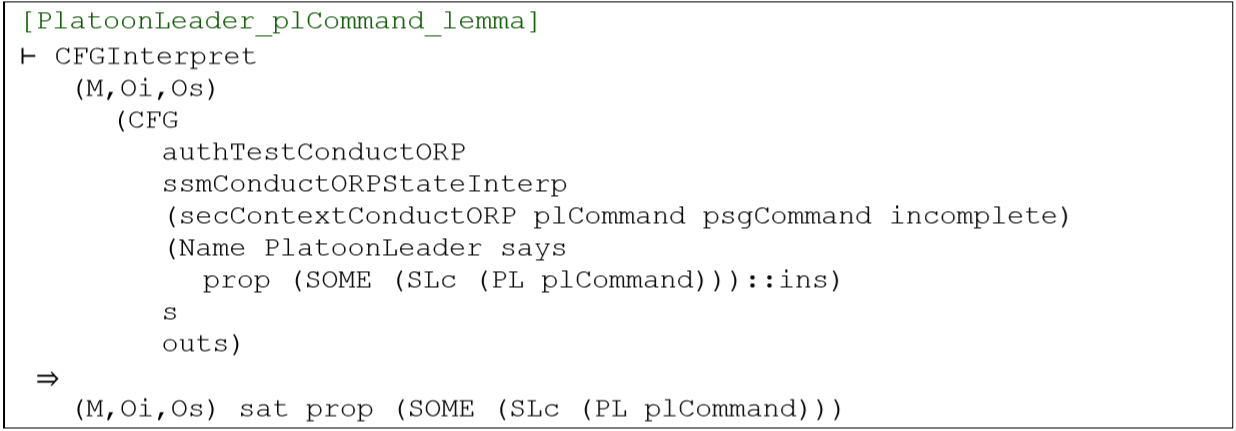 [PlatoonLeader_plCommand_lemma]
⊢ CFGInterpret
(M,Oi,Os)
(CFG
authTestConductORP
ssmConductORPStateInterp
(secContextConductORP plCommand psgCommand incomplete)
(Name PlatoonLeader says
prop (SOME (SLc (PL plCommand)))::ins)
s
outs)
⇒
(M,Oi,Os) sat prop (SOME (SLc (PL plCommand)))